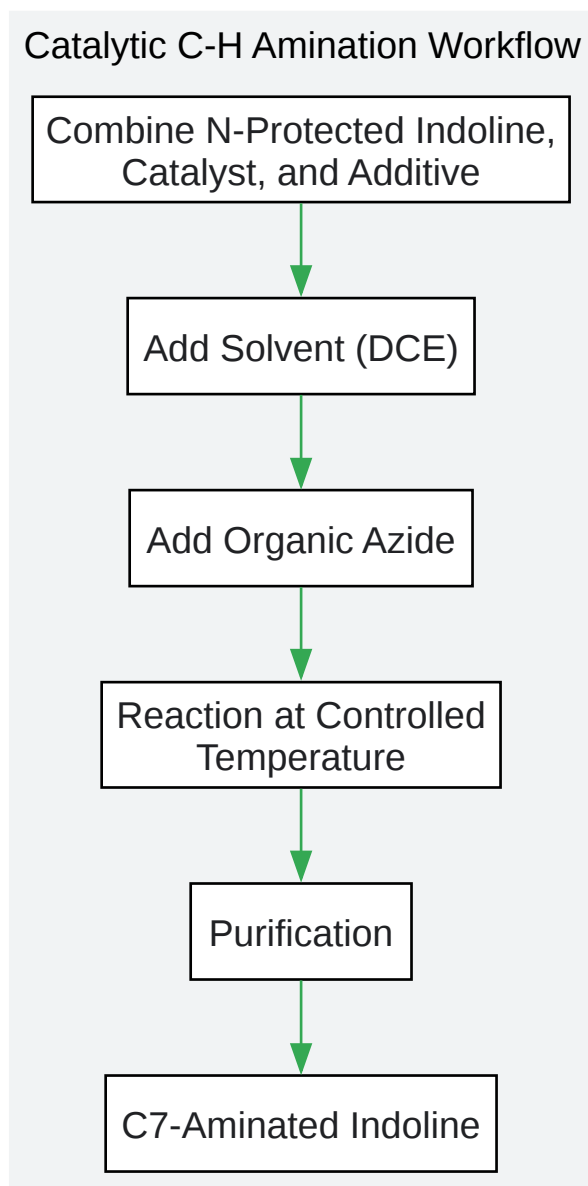 Catalytic C-H Amination Workflow
Combine N-Protected Indoline,
Catalyst, and Additive
Add Solvent (DCE)
Add Organic Azide
Reaction at Controlled
Temperature
Purification
C7-Aminated Indoline